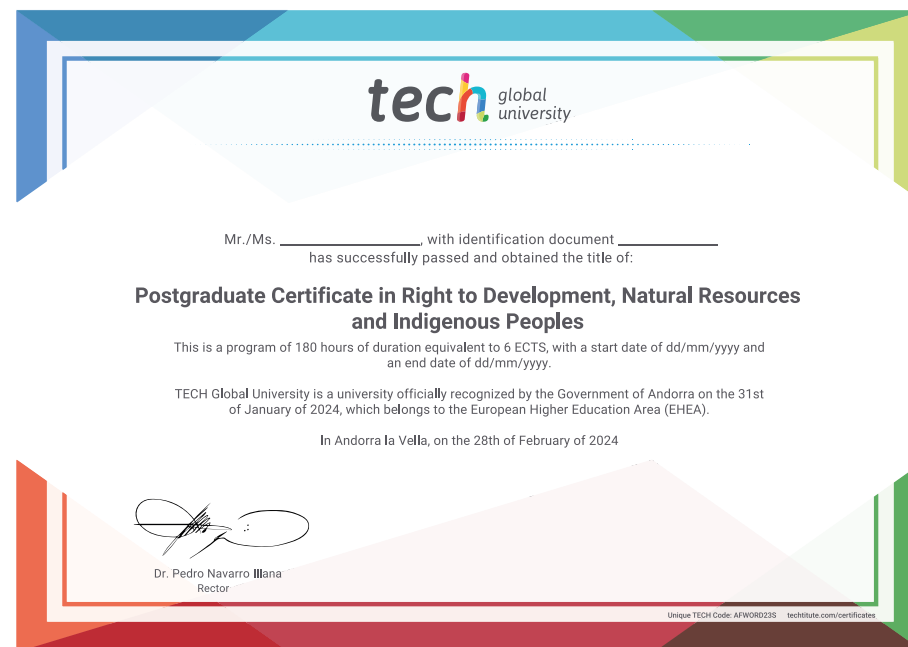 tech global
university
Mr./Ms. ____________, with identification document ____________
has successfully passed and obtained the title of:
Postgraduate Certificate in Right to Development, Natural Resources
and Indigenous Peoples
This is a program of 180 hours of duration equivalent to 6 ECTS, with a start date of dd/mm/yyyy and
an end date of dd/mm/yyyy.
TECH Global University is a university officially recognized by the Government of Andorra on the 31st
of January of 2024, which belongs to the European Higher Education Area (EHEA).
In Andorra la Vella, on the 28th of February of 2024
Dr. Pedro Navarro Illana
Rector
Unique TECH Code: AFWORD23S techtitute.com/certificates